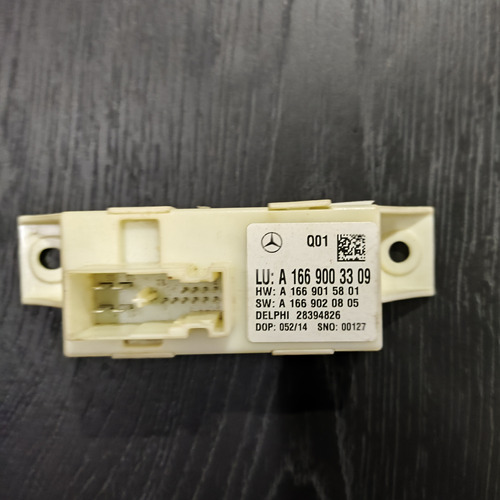 Q01
LU: A 166 900 33 09
HW: A 166 901 58 01
SW: A 166 902 08 05
DELPHI 28394826
DOP: 052/14 SNO: 00127